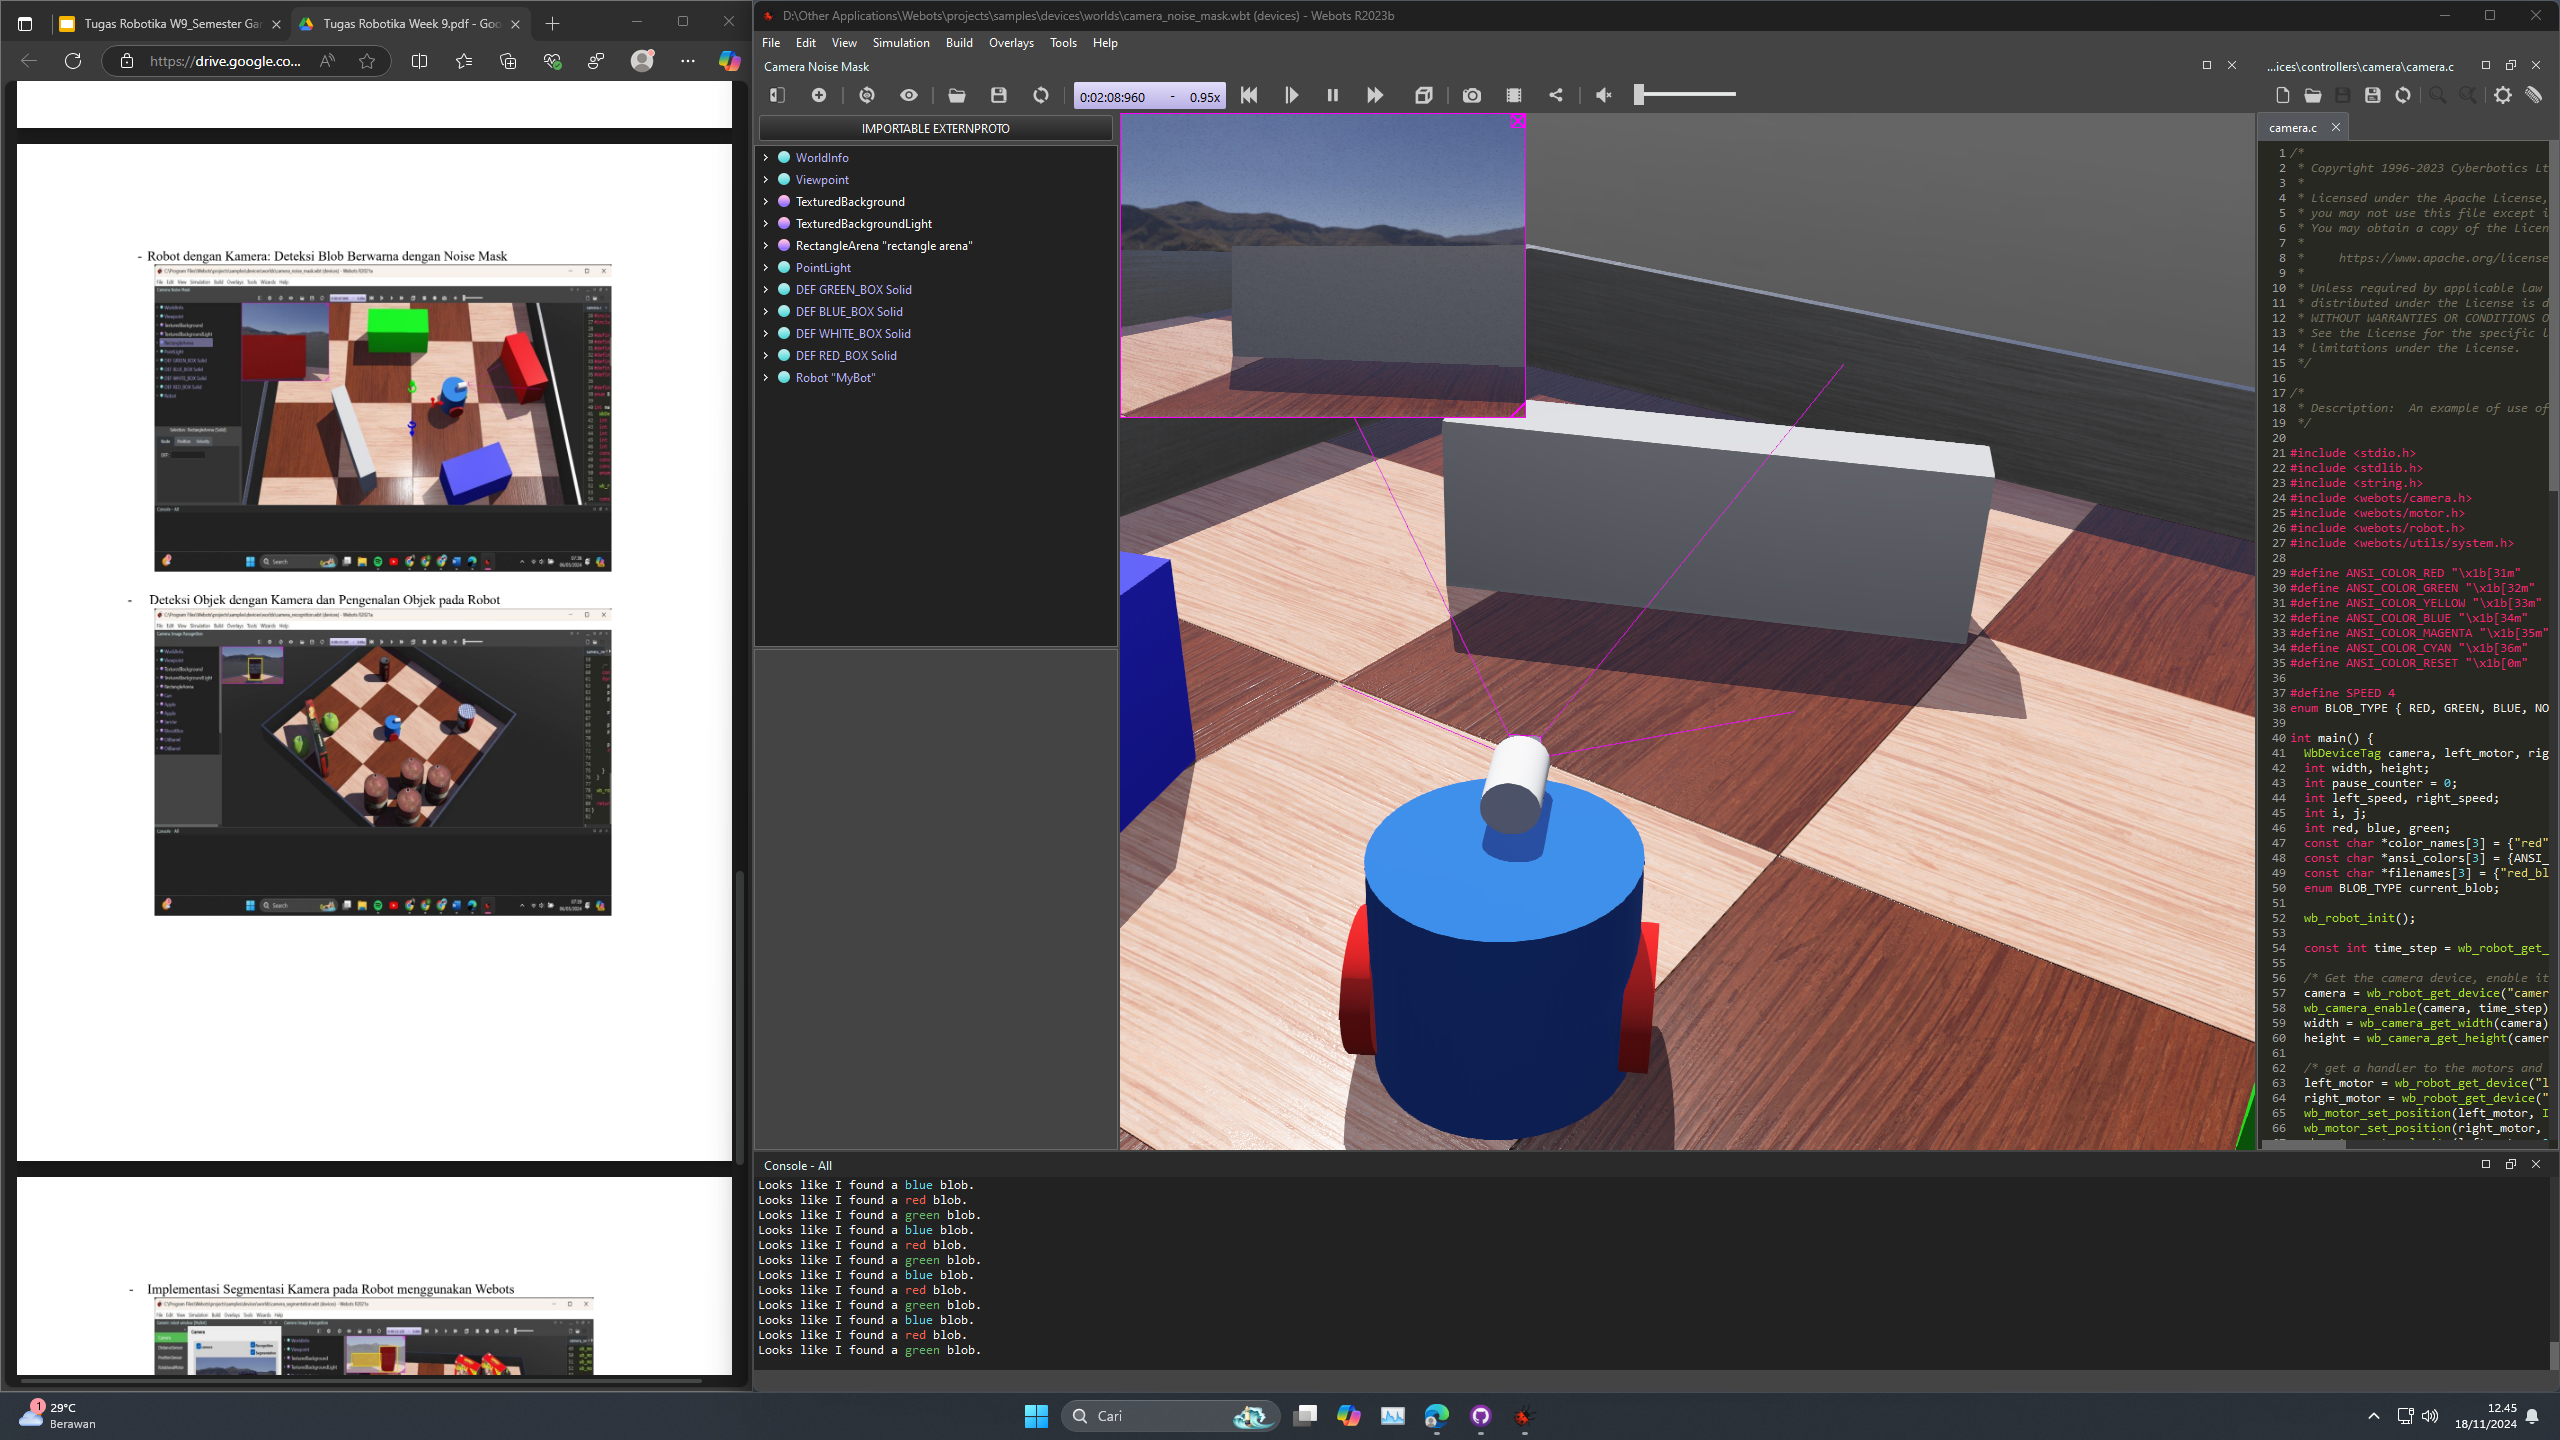 Tugas Robotika W9_Semester Gar
Tugas Robotika Week 9.pdf - Goo
https://drive.google.co...
- Robot dengan Kamera: Deteksi Blob Berwarna dengan Noise Mask
- Deteksi Objek dengan Kamera dan Pengenalan Objek pada Robot
- Implementasi Segmentasi Kamera pada Robot menggunakan Webots
D:\Other Applications\Webots\projects\samples\devices\worlds\camera_noise_mask.wbt (devices) - Webots R2023b
File Edit View Simulation Build Overlays Tools Help
Camera Noise Mask
0:02:08:960 - 0.95x
IMPORTABLE EXTERNPROTO
WorldInfo
Viewpoint
TexturedBackground
TexturedBackgroundLight
RectangleArena "rectangle arena"
PointLight
DEF GREEN_BOX Solid
DEF BLUE_BOX Solid
DEF WHITE_BOX Solid
DEF RED_BOX Solid
Robot "MyBot"
...ices\controllers\camera\camera.c
camera.c
1 /*
2 * Copyright 1996-2023 Cyberbotics Lt
3 *
4 * Licensed under the Apache License,
5 * you may not use this file except i
6 * You may obtain a copy of the Licen
7 *
8 * https://www.apache.org/license
9 *
10 * Unless required by applicable law
11 * distributed under the License is d
12 * WITHOUT WARRANTIES OR CONDITIONS O
13 * See the License for the specific l
14 * limitations under the License.
15 */
16
17 /*
18 * Description: An example of use of
19 */
20
21 #include <stdio.h>
22 #include <stdlib.h>
23 #include <string.h>
24 #include <webots/camera.h>
25 #include <webots/motor.h>
26 #include <webots/robot.h>
27 #include <webots/utils/system.h>
28
29 #define ANSI_COLOR_RED "\x1b[31m"
30 #define ANSI_COLOR_GREEN "\x1b[32m"
31 #define ANSI_COLOR_YELLOW "\x1b[33m"
32 #define ANSI_COLOR_BLUE "\x1b[34m"
33 #define ANSI_COLOR_MAGENTA "\x1b[35m"
34 #define ANSI_COLOR_CYAN "\x1b[36m"
35 #define ANSI_COLOR_RESET "\x1b[0m"
36
37 #define SPEED 4
38 enum BLOB_TYPE { RED, GREEN, BLUE, NO
39
40 int main() {
41 WbDeviceTag camera, left_motor, rig
42 int width, height;
43 int pause_counter = 0;
44 int left_speed, right_speed;
45 int i, j;
46 int red, blue, green;
47 const char *color_names[3] = {"red"
48 const char *ansi_colors[3] = {ANSI_
49 const char *filenames[3] = {"red_bl
50 enum BLOB_TYPE current_blob;
51
52 wb_robot_init();
53
54 const int time_step = wb_robot_get_
55
56 /* Get the camera device, enable it
57 camera = wb_robot_get_device("camer
58 wb_camera_enable(camera, time_step)
59 width = wb_camera_get_width(camera)
60 height = wb_camera_get_height(camer
61
62 /* get a handler to the motors and
63 left_motor = wb_robot_get_device("l
64 right_motor = wb_robot_get_device("
65 wb_motor_set_position(left_motor, I
66 wb_motor_set_position(right_motor,
Console - All
Looks like I found a blue blob.
Looks like I found a red blob.
Looks like I found a green blob.
Looks like I found a blue blob.
Looks like I found a red blob.
Looks like I found a green blob.
Looks like I found a blue blob.
Looks like I found a red blob.
Looks like I found a green blob.
Looks like I found a blue blob.
Looks like I found a red blob.
Looks like I found a green blob.
1
29°C
Berawan
Cari
12.45
18/11/2024